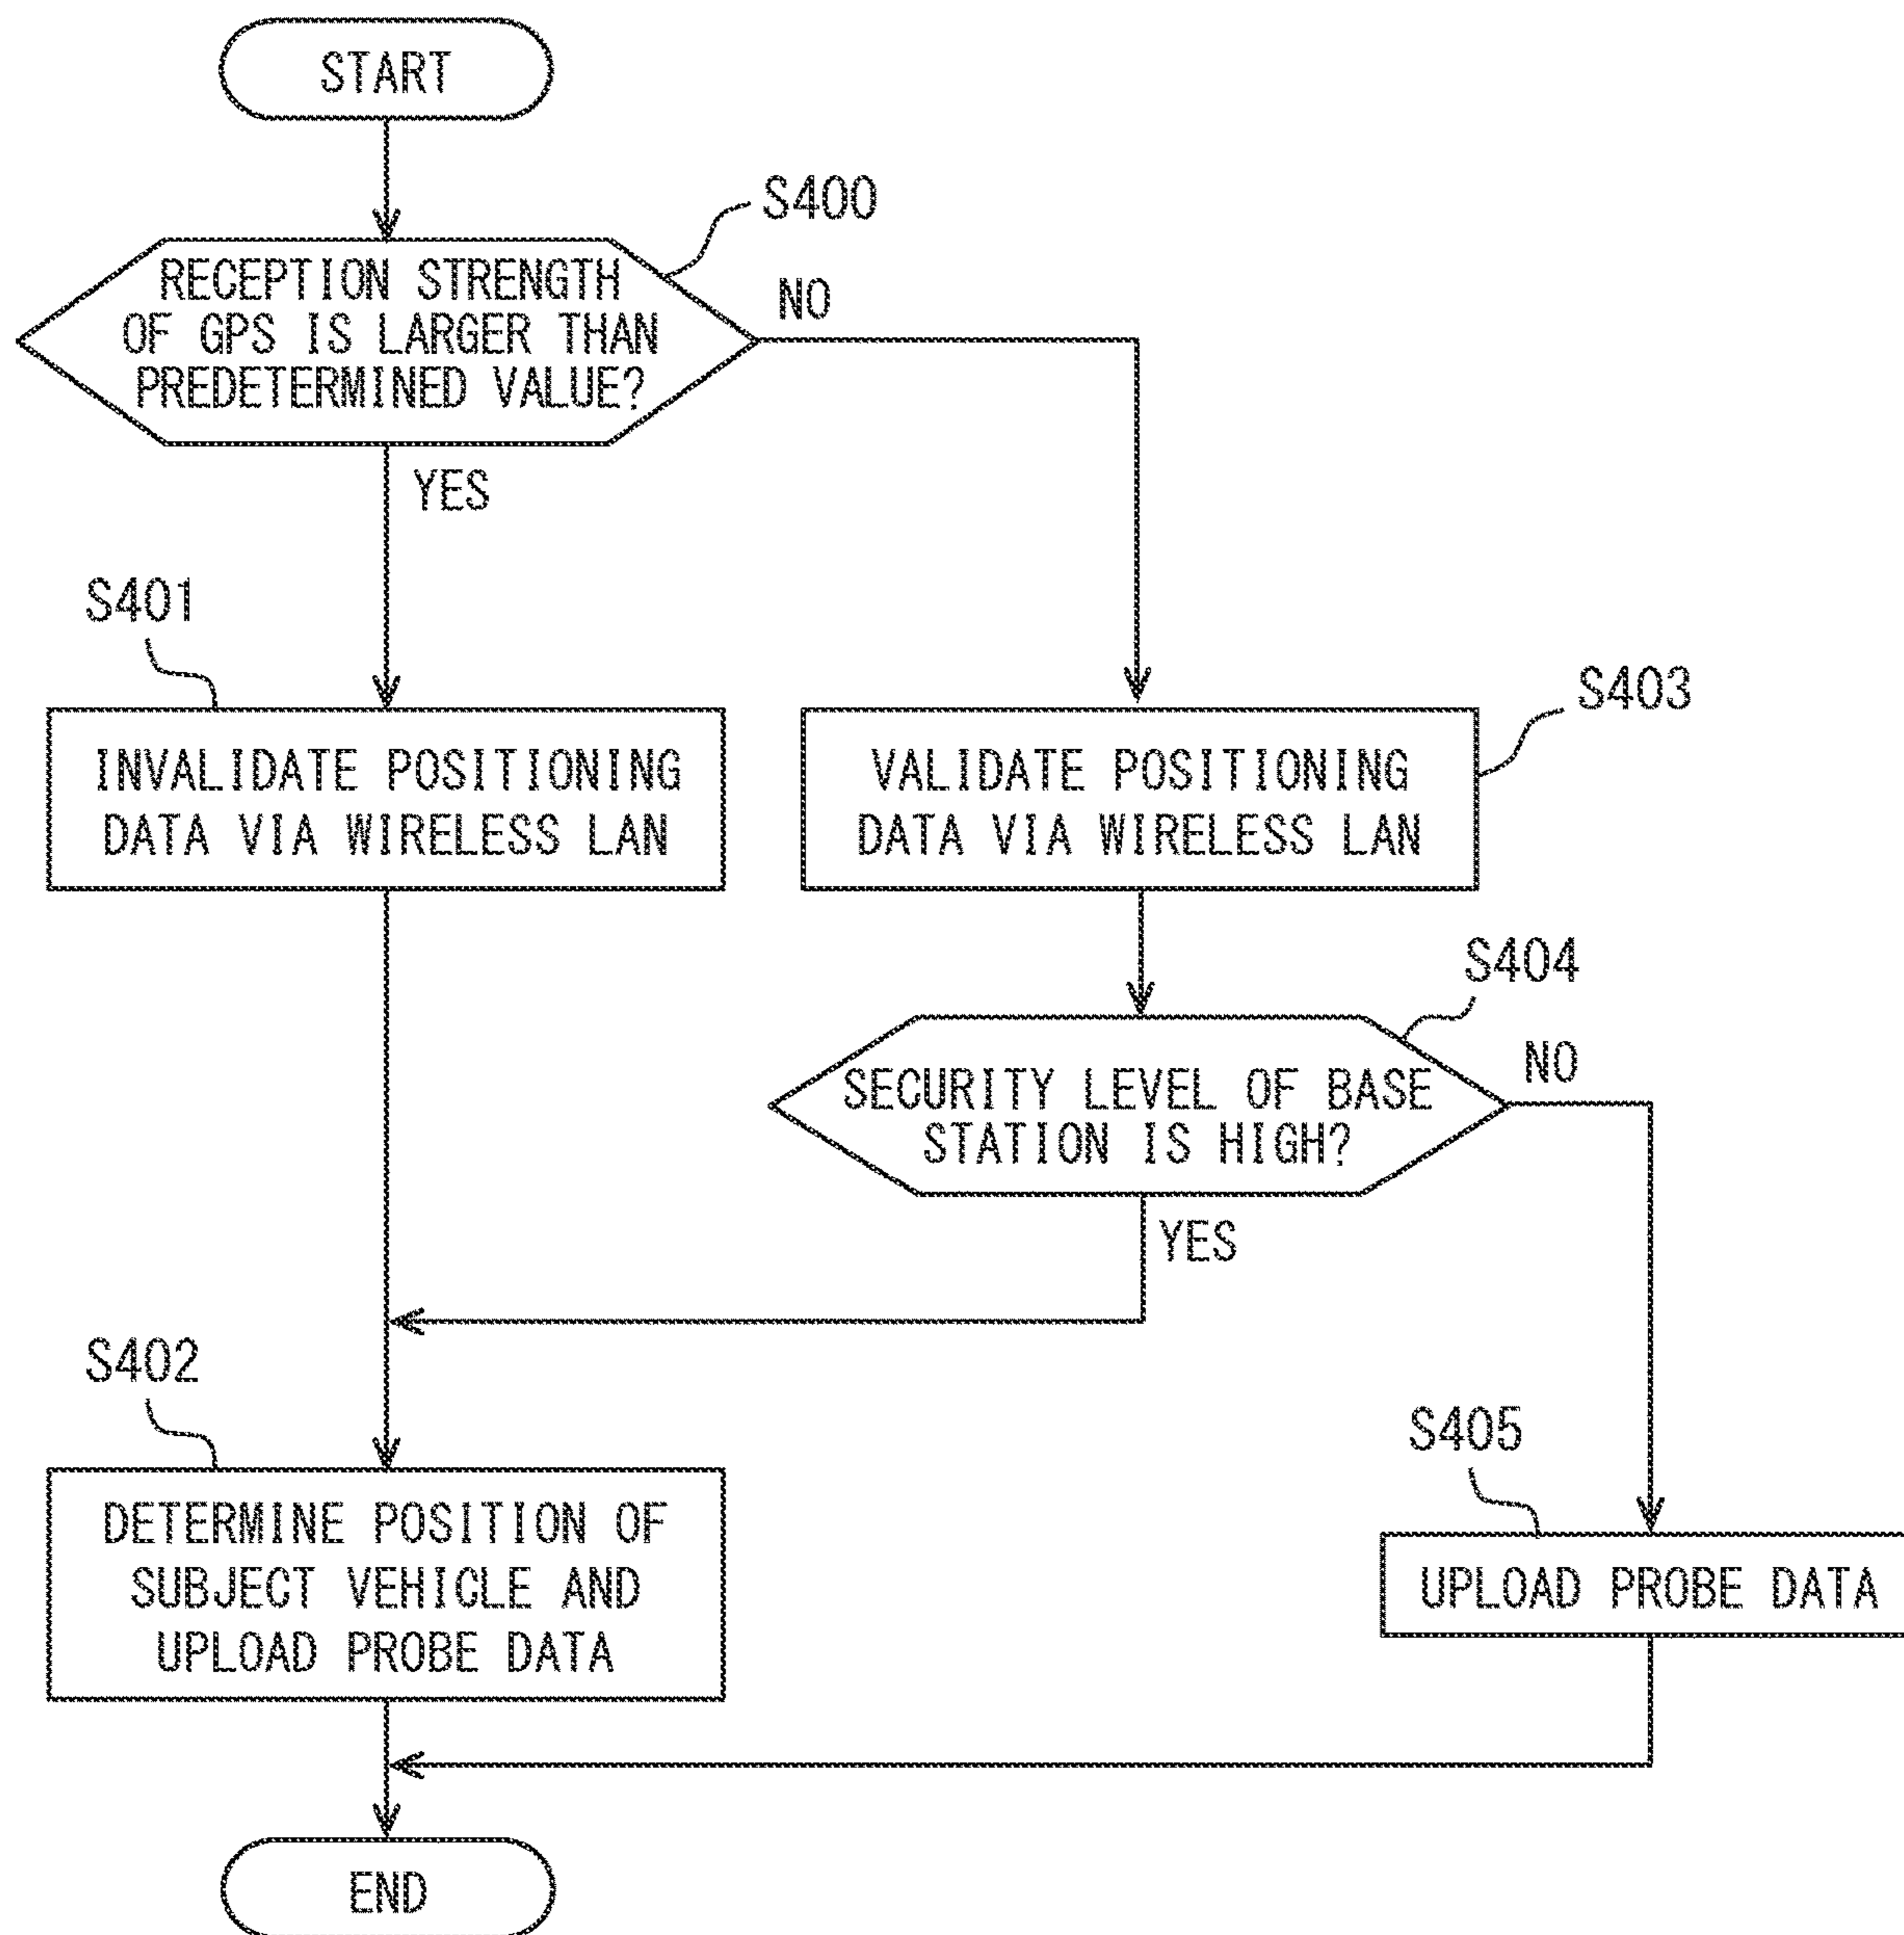 START
S400
RECEPTION STRENGTH
OF GPS IS LARGER THAN
PREDETERMINED VALUE?
NO
YES
S401
INVALIDATE POSITIONING
DATA VIA WIRELESS LAN
S403
VALIDATE POSITIONING
DATA VIA WIRELESS LAN
S404
SECURITY LEVEL OF BASE
STATION IS HIGH?
NO
YES
S402
DETERMINE POSITION OF
SUBJECT VEHICLE AND
UPLOAD PROBE DATA
S405
UPLOAD PROBE DATA
END